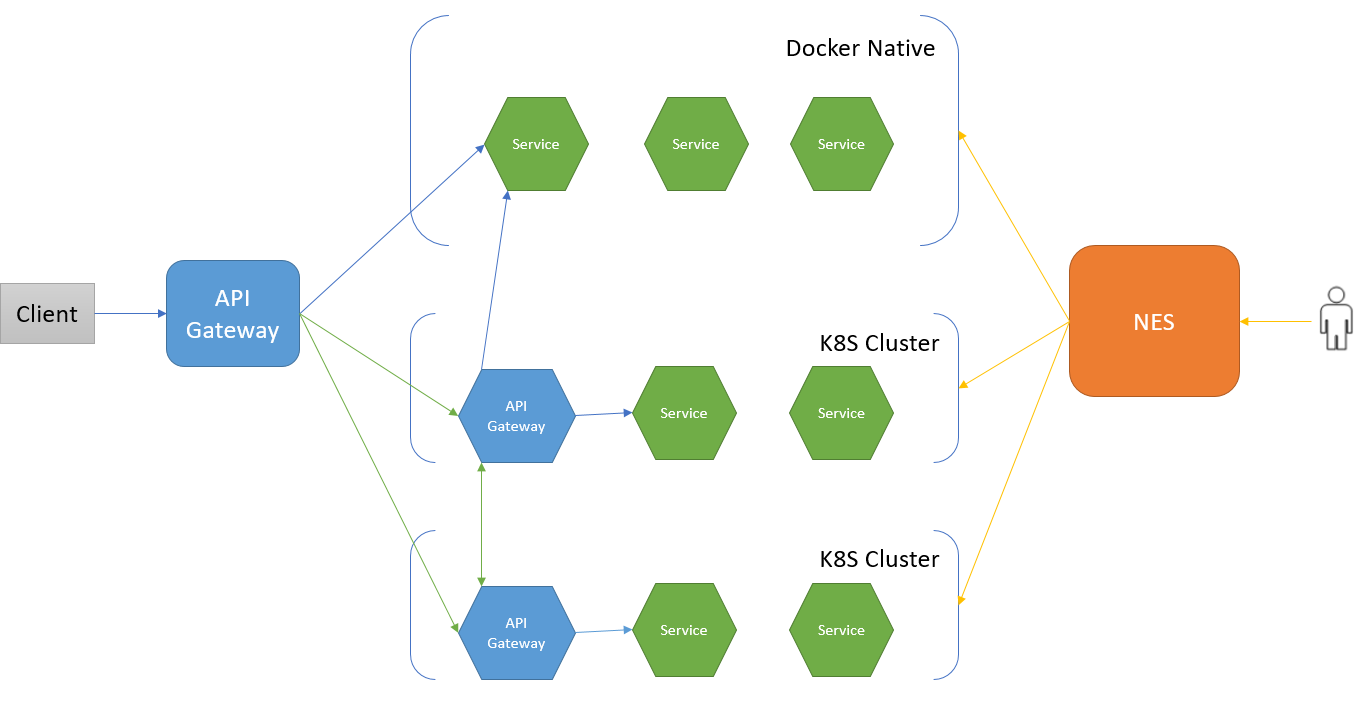 Docker Native
Service
Service
Service
Client
API
Gateway
K8S Cluster
API
Gateway
Service
Service
NES
K8S Cluster
API
Gateway
Service
Service